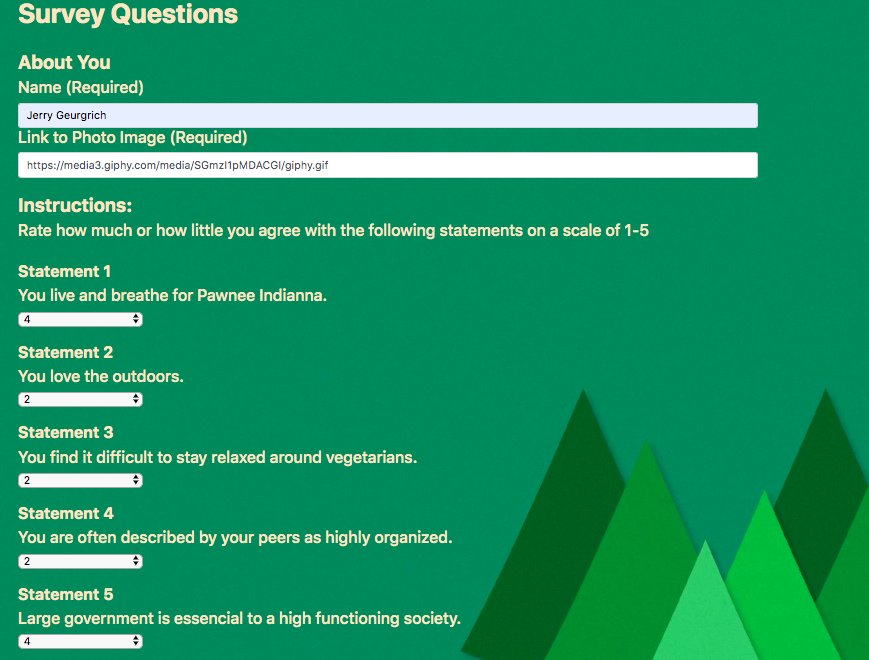 Survey Questions
About You
Name (Required)
Jerry Geurgrich
Link to Photo Image (Required)
https://media3.giphy.com/media/SGmzI1pMDACGI/giphy.gif
Instructions:
Rate how much or how little you agree with the following statements on a scale of 1-5
Statement 1
You live and breathe for Pawnee Indianna.
4
Statement 2
You love the outdoors.
2
Statement 3
You find it difficult to stay relaxed around vegetarians.
2
Statement 4
You are often described by your peers as highly organized.
2
Statement 5
Large government is essencial to a high functioning society.
4